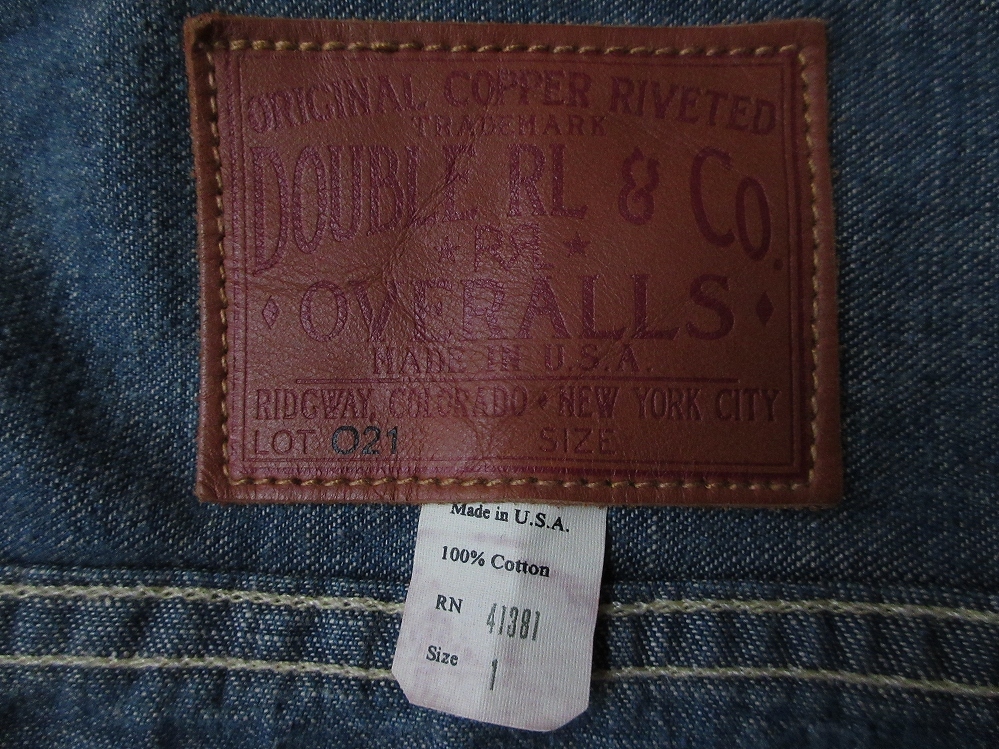 ORIGINAL COPPER RIVETED
TRADEMARK
DOUBLE RL & Co.
★ RRL ★
OVERALLS
MADE IN U.S.A.
RIDGWAY, COLORADO • NEW YORK CITY
LOT 021 SIZE
Made in U.S.A.
100% Cotton
RN 41381
Size 1